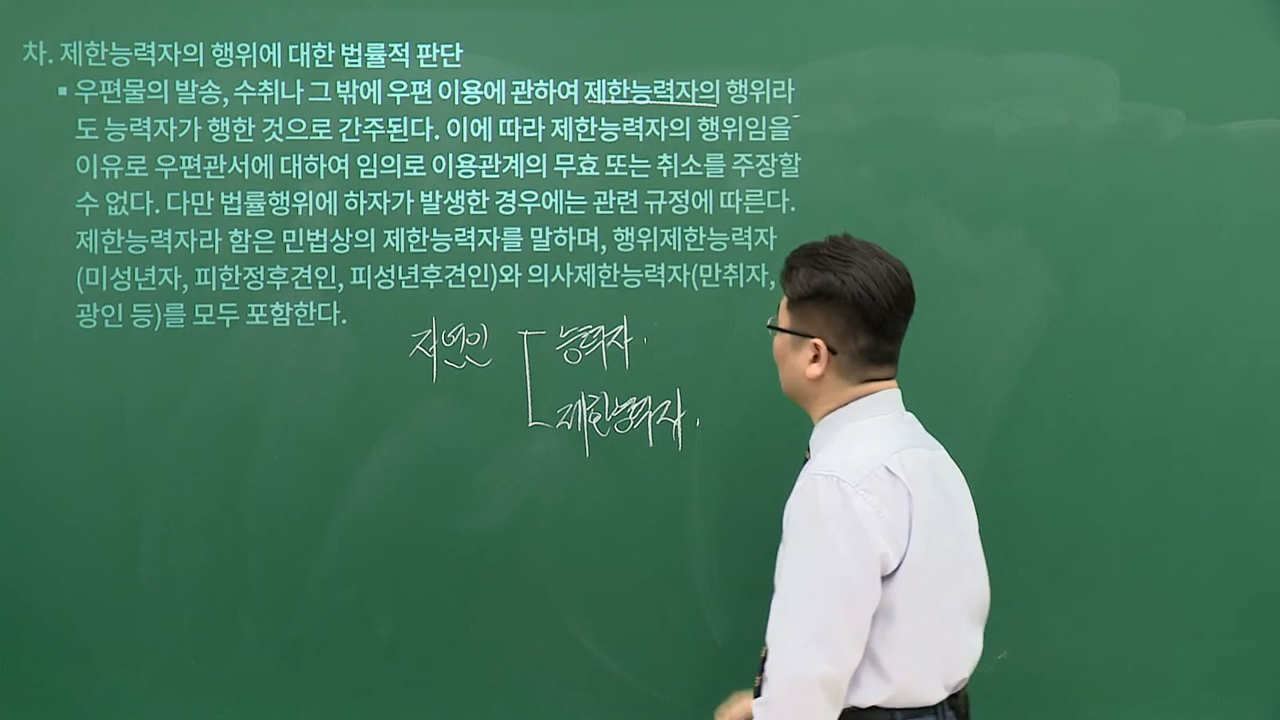 차. 제한능력자의 행위에 대한 법률적 판단
▪ 우편물의 발송, 수취나 그 밖에 우편 이용에 관하여 제한능력자의 행위라
도 능력자가 행한 것으로 간주된다. 이에 따라 제한능력자의 행위임을
이유로 우편관서에 대하여 임의로 이용관계의 무효 또는 취소를 주장할
수 없다. 다만 법률행위에 하자가 발생한 경우에는 관련 규정에 따른다.
제한능력자라 함은 민법상의 제한능력자를 말하며, 행위제한능력자
(미성년자, 피한정후견인, 피성년후견인)와 의사제한능력자(만취자,
광인 등)를 모두 포함한다.
자연인
능력자.
제한능력자.